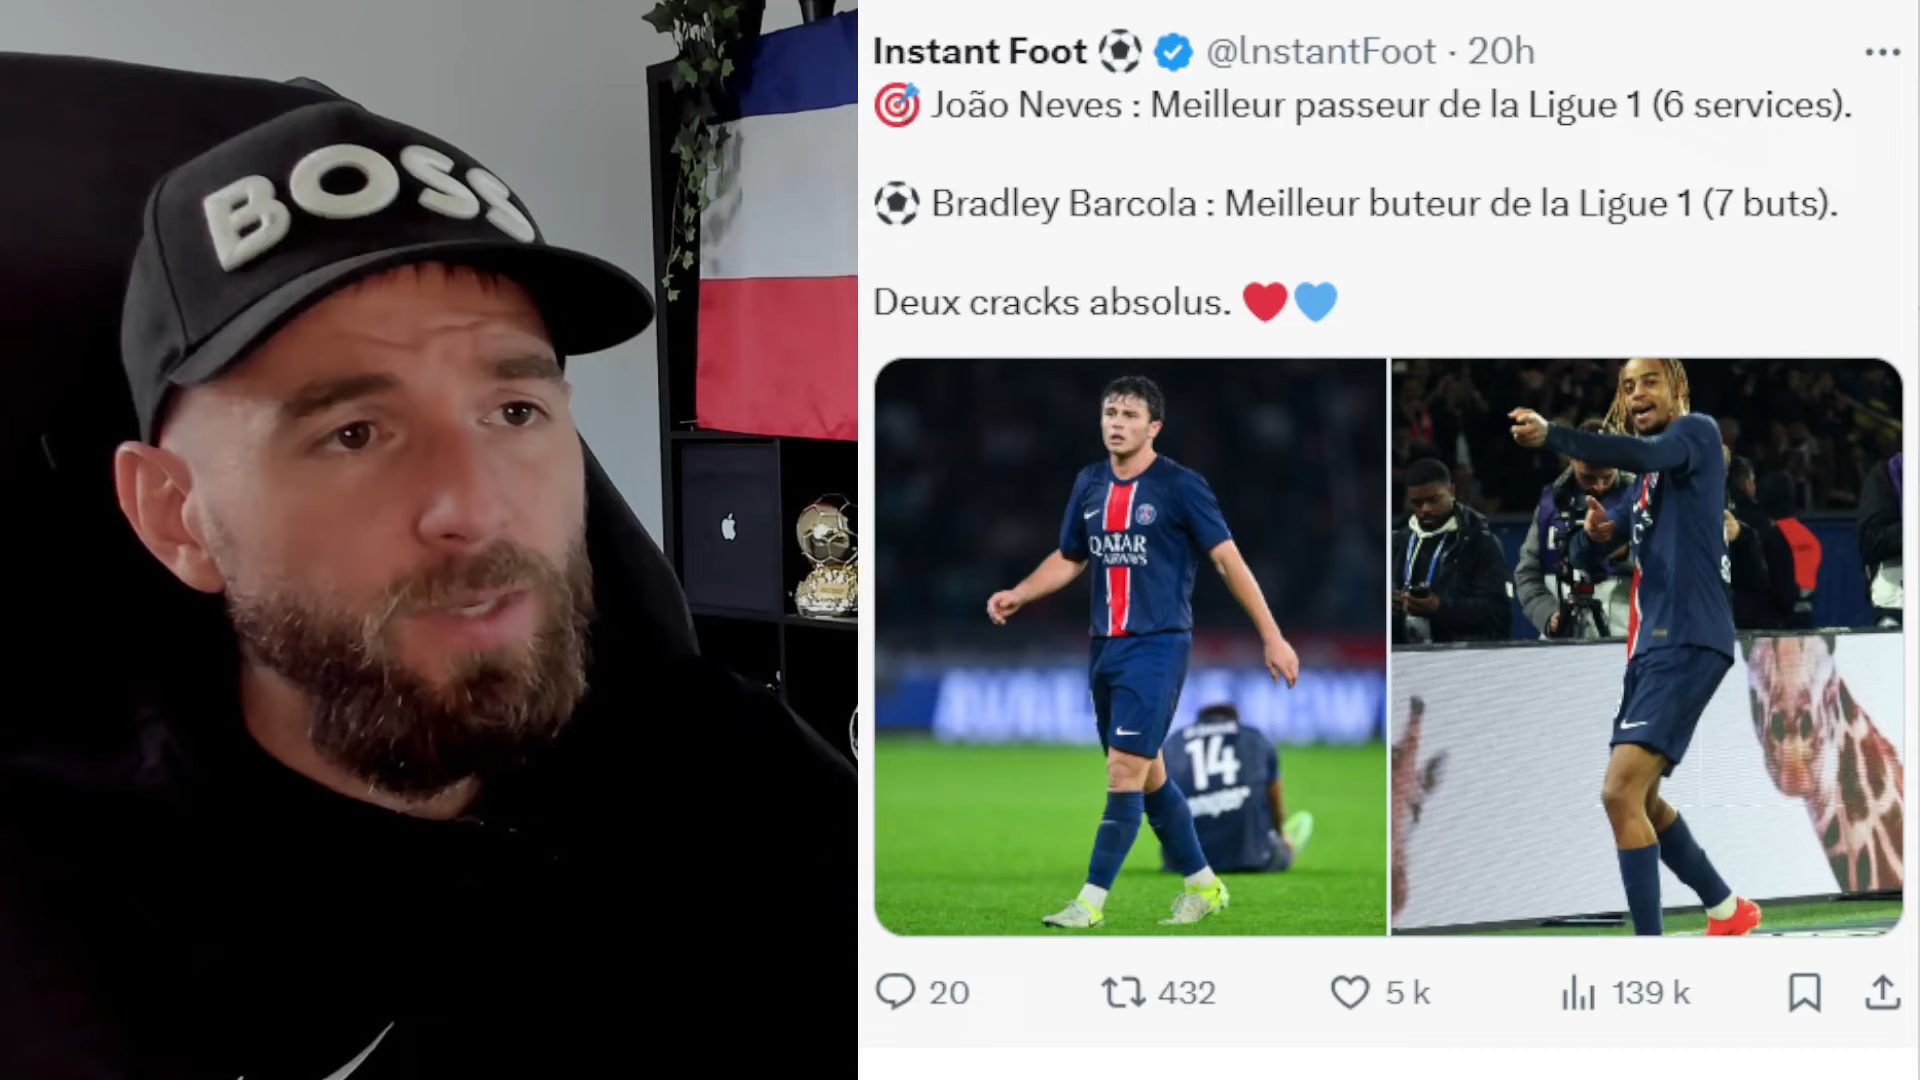 BOSS
Instant Foot @lnstantFoot · 20h
João Neves : Meilleur passeur de la Ligue 1 (6 services).
Bradley Barcola : Meilleur buteur de la Ligue 1 (7 buts).
Deux cracks absolus.
QATAR
AIRWAYS
14
20 432 5 k 139 k